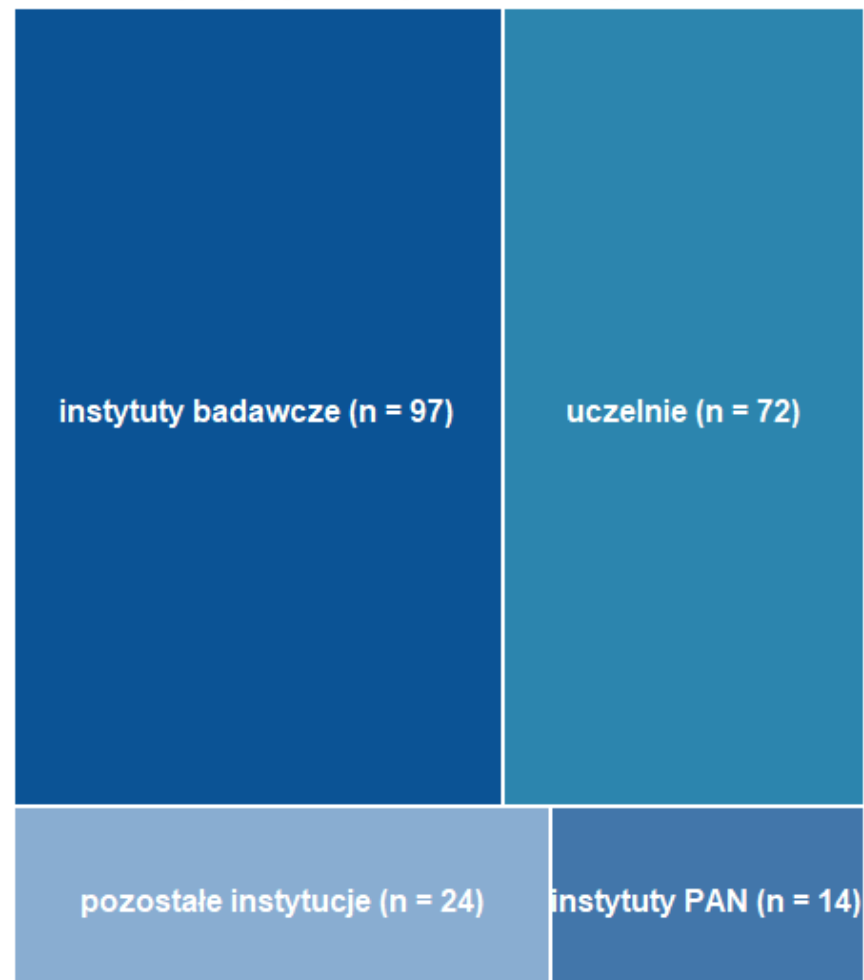 instytuty badawcze (n = 97)
uczelnie (n = 72)
pozostałe instytucje (n = 24)
instytuty PAN (n = 14)